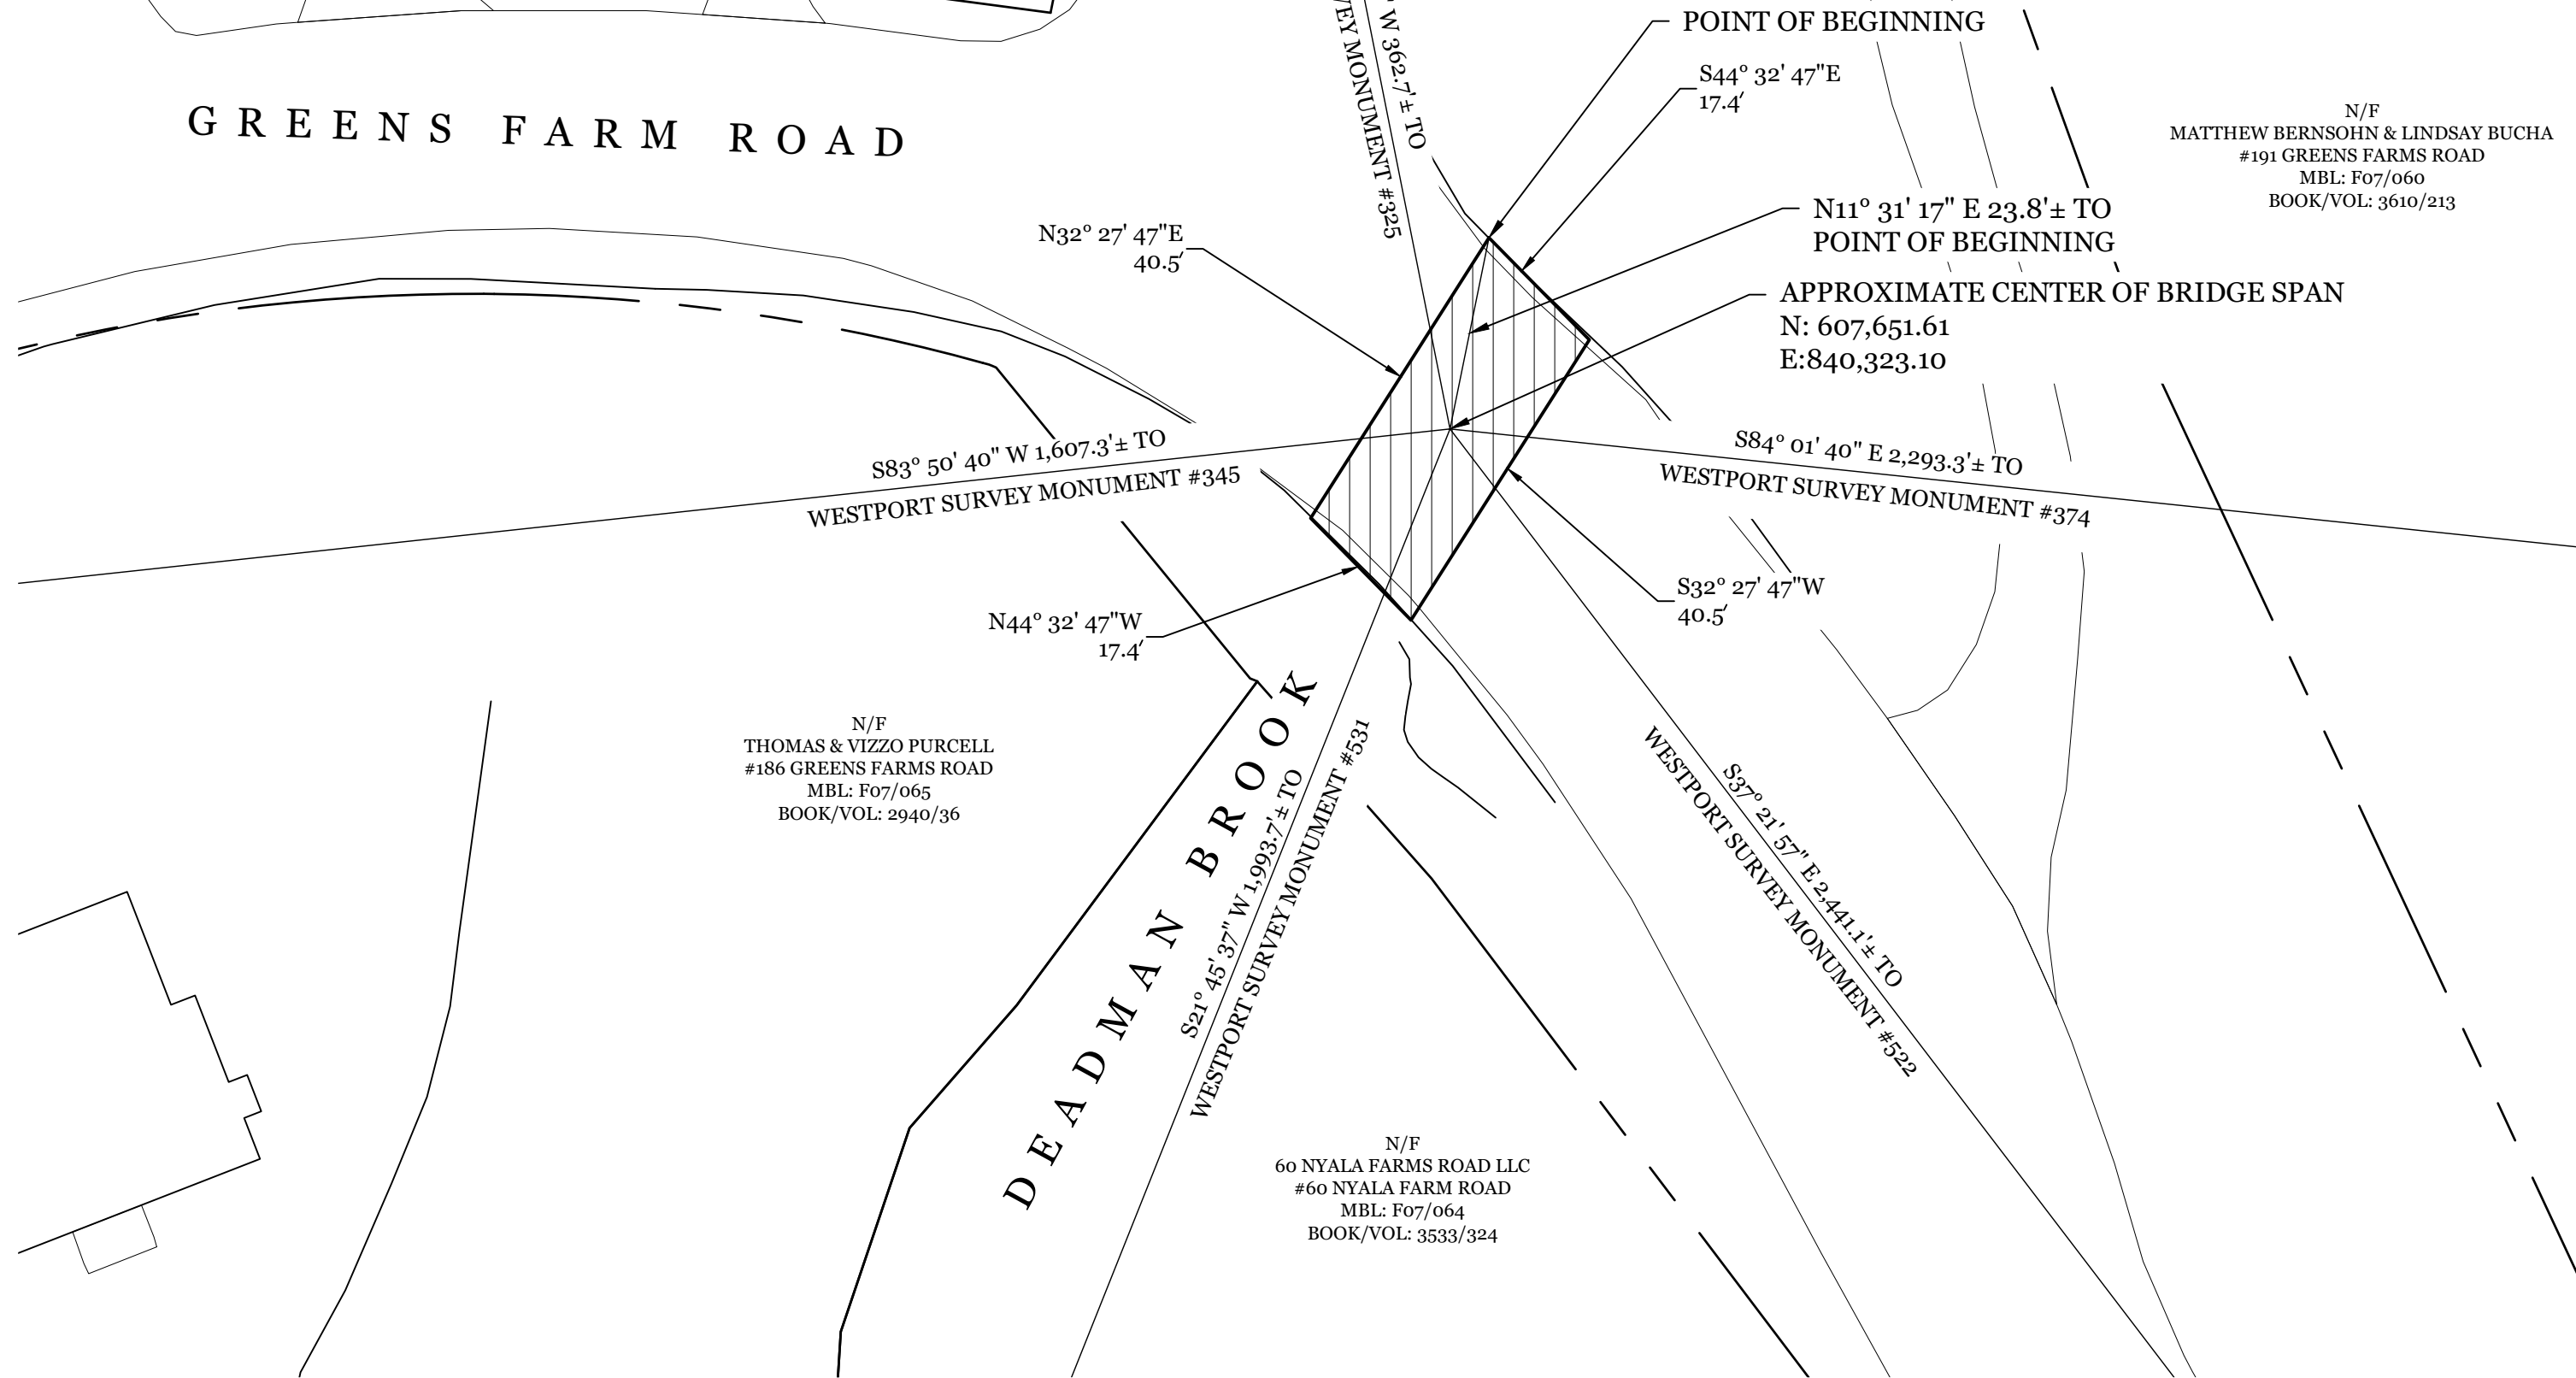 POINT OF BEGINNING
S44° 32' 47"E
17.4'
W 362.7'± TO
MONUMENT #325
GREENS FARM ROAD
N/F
MATTHEW BERNSOHN & LINDSAY BUCHA
#191 GREENS FARMS ROAD
MBL: F07/060
BOOK/VOL: 3610/213
N11° 31' 17" E 23.8'± TO
POINT OF BEGINNING
N32° 27' 47"E
40.5'
APPROXIMATE CENTER OF BRIDGE SPAN
N: 607,651.61
E:840,323.10
S83° 50' 40" W 1,607.3'± TO
WESTPORT SURVEY MONUMENT #345
S84° 01' 40" E 2,293.3'± TO
WESTPORT SURVEY MONUMENT #374
S32° 27' 47"W
40.5'
N44° 32' 47"W
17.4'
N/F
THOMAS & VIZZO PURCELL
#186 GREENS FARMS ROAD
MBL: F07/065
BOOK/VOL: 2940/36
DEADMAN BROOK
S21° 45' 37" W 1,993.7'± TO
WESTPORT SURVEY MONUMENT #531
S37° 21' 57" E 2,441.1'± TO
WESTPORT SURVEY MONUMENT #522
N/F
60 NYALA FARMS ROAD LLC
#60 NYALA FARM ROAD
MBL: F07/064
BOOK/VOL: 3533/324